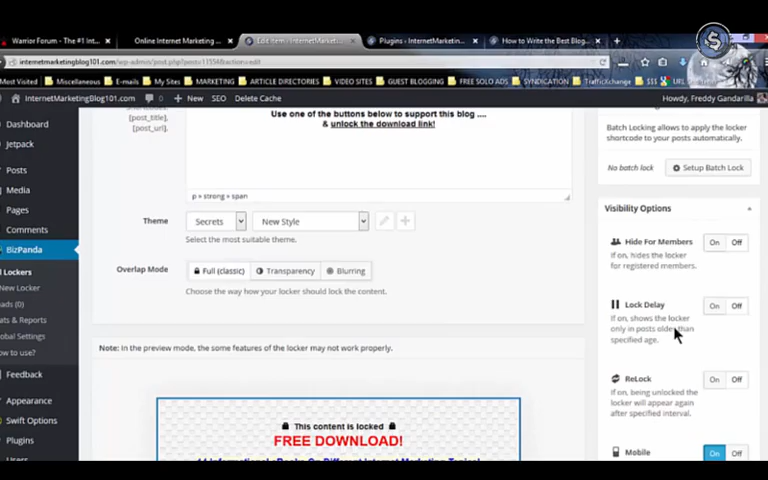 Warrior Forum - The #1 Int...
Online Internet Marketing ...
Edit Item ‹ InternetMarketi...
Plugins ‹ InternetMarketin...
How to Write the Best Blog...
internetmarketingblog101.com/wp-admin/post.php?post=11554&action=edit
Most Visited Miscellaneous E-mails My Sites MARKETING ARTICLE DIRECTORIES VIDEO SITES GUEST BLOGGING FREE SOLO ADS SYNDICATION TrafficXchange $$$ URL
InternetMarketingBlog101.com New SEO Delete Cache Howdy, Freddy Gandarilla
Dashboard
Jetpack
Posts
Media
Pages
Comments
BizPanda
Lockers
New Locker
ads (0)
ats & Reports
obal Settings
ow to use?
Feedback
Appearance
Swift Options
Plugins
Users
[post_title],
[post_url].
Use one of the buttons below to support this blog ....
& unlock the download link!
p » strong » span
Theme Secrets New Style
Select the most suitable theme.
Overlap Mode Full (classic) Transparency Blurring
Choose the way how your locker should lock the content.
Note: In the preview mode, the some features of the locker may not work properly.
This content is locked
FREE DOWNLOAD!
Batch Locking allows to apply the locker
shortcode to your posts automatically.
No batch lock Setup Batch Lock
Visibility Options
Hide For Members On Off
If on, hides the locker
for registered members.
Lock Delay On Off
If on, shows the locker
only in posts older than
specified age.
ReLock On Off
If on, being unlocked the
locker will appear again
after specified interval.
Mobile On Off